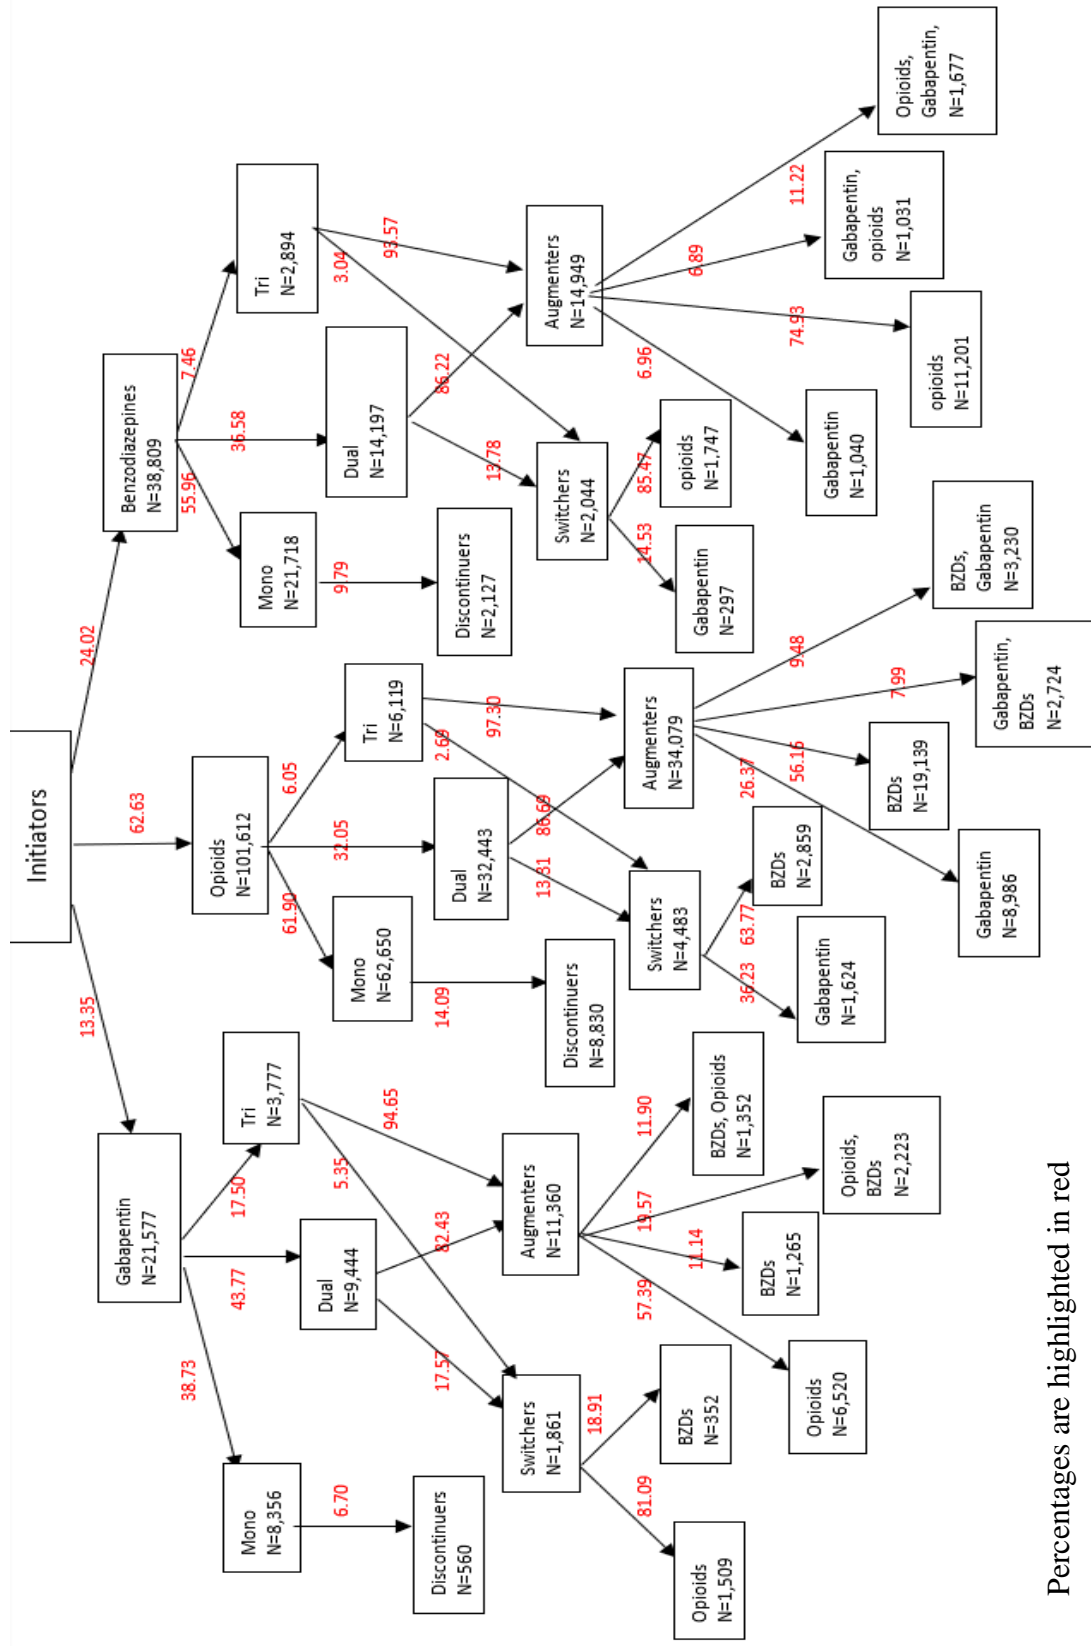 Initiators
13.35
62.63
24.02
Gabapentin
N=21,577
Opioids
N=101,612
Benzodiazepines
N=38,809
38.73
43.77
17.50
61.90
32.05
6.05
55.96
36.58
7.46
Mono
N=8,356
Dual
N=9,444
Tri
N=3,777
Mono
N=62,650
Dual
N=32,443
Tri
N=6,119
Mono
N=21,718
Dual
N=14,197
Tri
N=2,894
6.70
17.57
82.43
5.35
94.65
14.09
13.31
86.69
2.69
97.30
9.79
13.78
86.22
3.04
93.57
Discontinuers
N=560
Switchers
N=1,861
Augmenters
N=11,360
Discontinuers
N=8,830
Switchers
N=4,483
Augmenters
N=34,079
Discontinuers
N=2,127
Switchers
N=2,044
Augmenters
N=14,949
81.09
18.91
57.39
11.14
19.57
11.90
36.23
63.77
26.37
56.16
7.99
9.48
14.53
85.47
6.96
74.93
6.89
11.22
Opioids
N=1,509
BZDs
N=352
Opioids
N=6,520
BZDs
N=1,265
Opioids,
BZDs
N=2,223
BZDs, Opioids
N=1,352
Gabapentin
N=1,624
BZDs
N=2,859
Gabapentin
N=8,986
BZDs
N=19,139
Gabapentin,
BZDs
N=2,724
BZDs,
Gabapentin
N=3,230
Gabapentin
N=297
opioids
N=1,747
Gabapentin
N=1,040
opioids
N=11,201
Gabapentin,
opioids
N=1,031
Opioids,
Gabapentin,
N=1,677
Percentages are highlighted in red